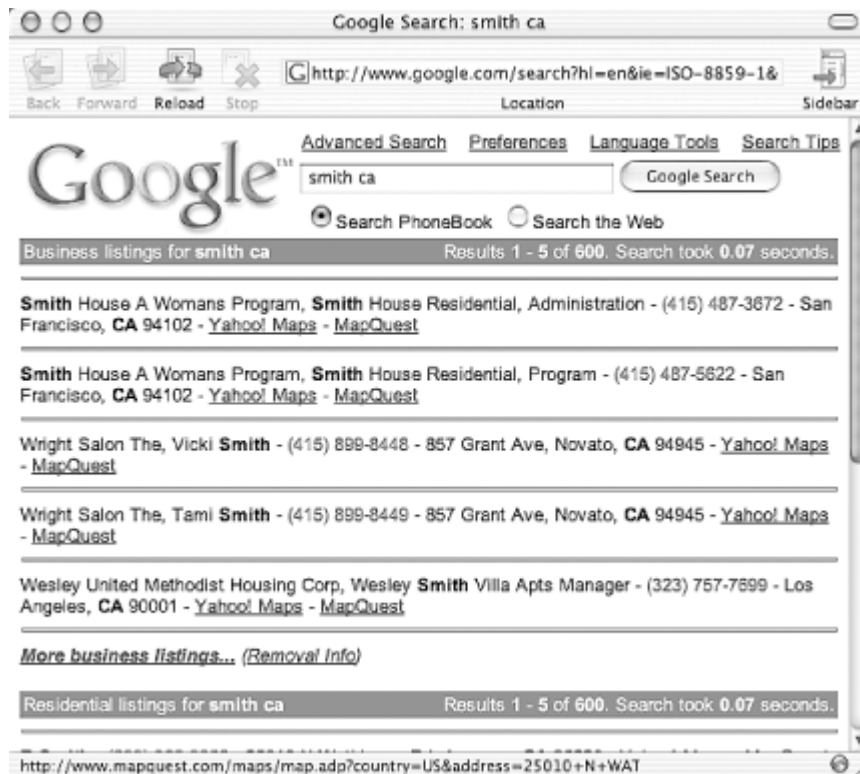 Google Search: smith ca
Back Forward Reload Stop
http://www.google.com/search?hl=en&ie=ISO-8859-1&
Location
Sidebar
Google™
Advanced Search Preferences Language Tools Search Tips
smith ca
Google Search
Search PhoneBook Search the Web
Business listings for smith ca Results 1 - 5 of 600. Search took 0.07 seconds.
Smith House A Womans Program, Smith House Residential, Administration - (415) 487-3672 - San
Francisco, CA 94102 - Yahoo! Maps - MapQuest
Smith House A Womans Program, Smith House Residential, Program - (415) 487-5622 - San
Francisco, CA 94102 - Yahoo! Maps - MapQuest
Wright Salon The, Vicki Smith - (415) 899-8448 - 857 Grant Ave, Novato, CA 94945 - Yahoo! Maps
- MapQuest
Wright Salon The, Tami Smith - (415) 899-8449 - 857 Grant Ave, Novato, CA 94945 - Yahoo! Maps
- MapQuest
Wesley United Methodist Housing Corp, Wesley Smith Villa Apts Manager - (323) 757-7699 - Los
Angeles, CA 90001 - Yahoo! Maps - MapQuest
More business listings... (Removal Info)
Residential listings for smith ca Results 1 - 5 of 600. Search took 0.07 seconds.
http://www.mapquest.com/maps/map.adp?country=US&address=25010+N+WAT